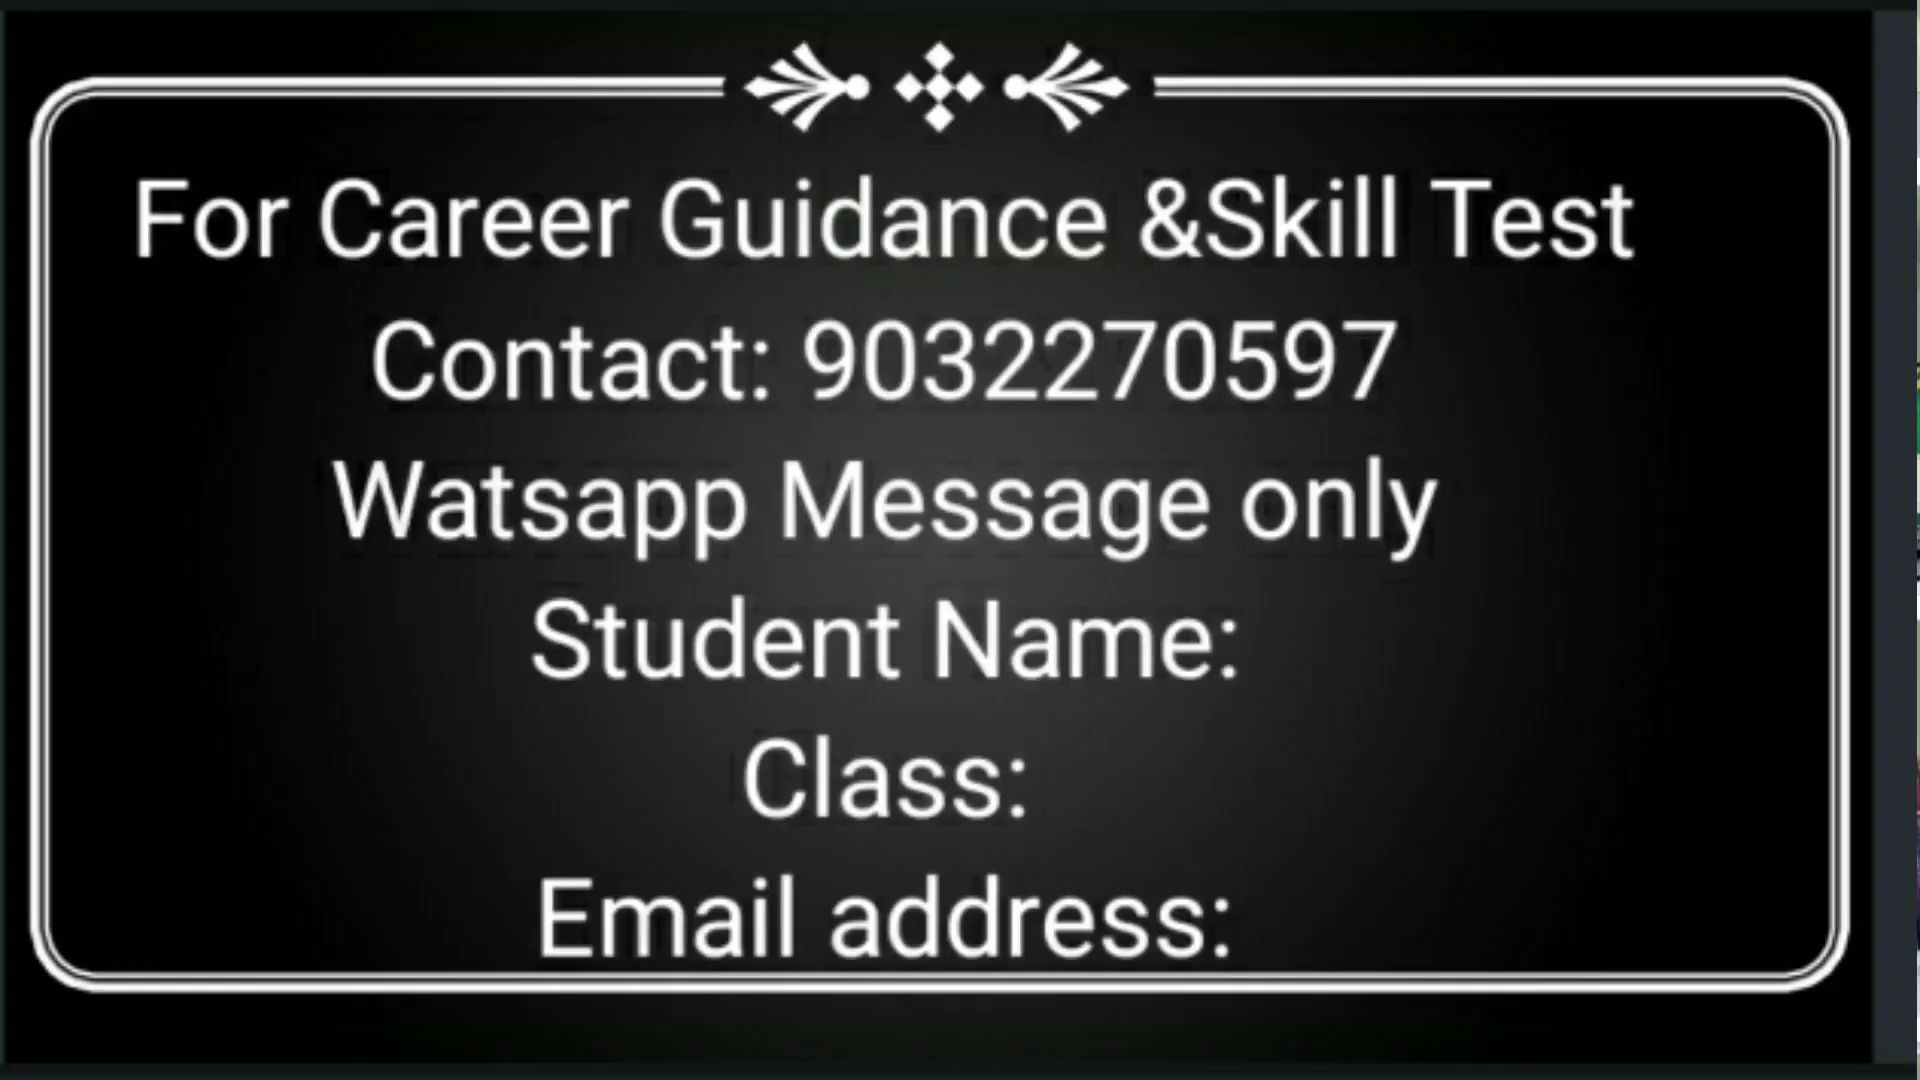 For Career Guidance &Skill Test
Contact: 9032270597
Watsapp Message only
Student Name:
Class:
Email address: